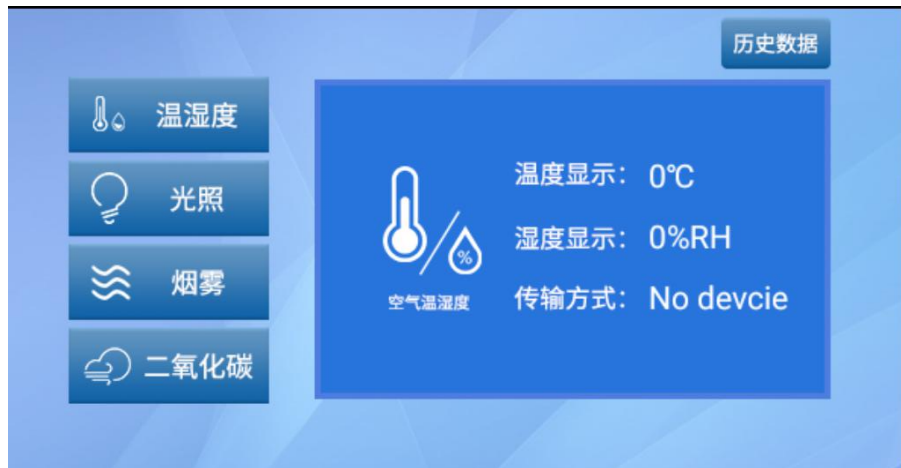 历史数据
温湿度
光照
烟雾
二氧化碳
%
空气温湿度
温度显示： 0℃
湿度显示： 0%RH
传输方式： No devcie